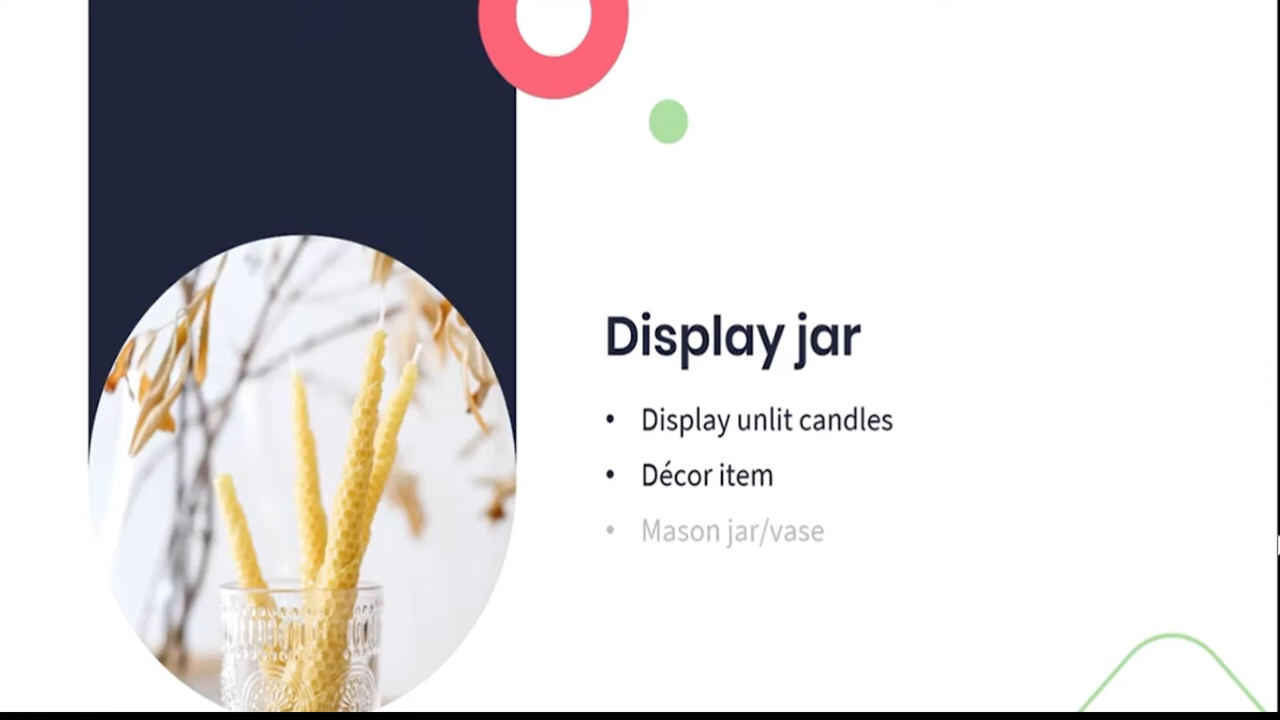 Display jar
• Display unlit candles
• Décor item
• Mason jar/vase